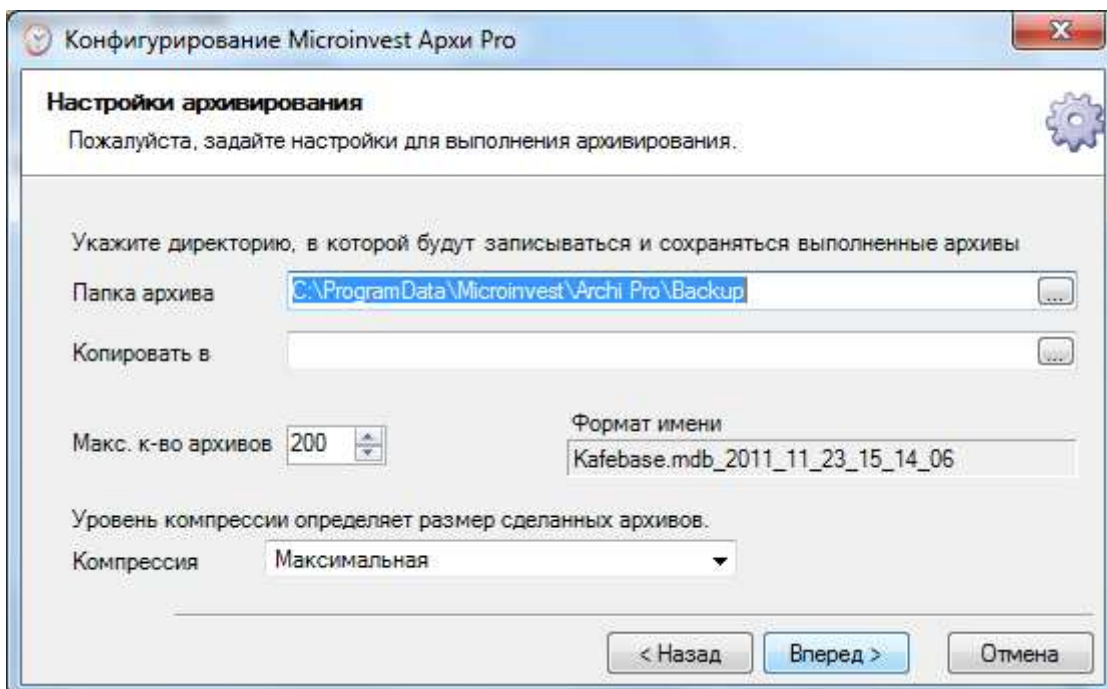 Конфигурирование Microinvest Архи Pro
Настройки архивирования
Пожалуйста, задайте настройки для выполнения архивирования.
Укажите директорию, в которой будут записываться и сохраняться выполненные архивы
Папка архива C:\ProgramData\Microinvest\Archi Pro\Backup ...
Копировать в ...
Формат имени
Макс. к-во архивов 200
Kafebase.mdb_2011_11_23_15_14_06
Уровень компрессии определяет размер сделанных архивов.
Компрессия Максимальная
< Назад Вперед > Отмена